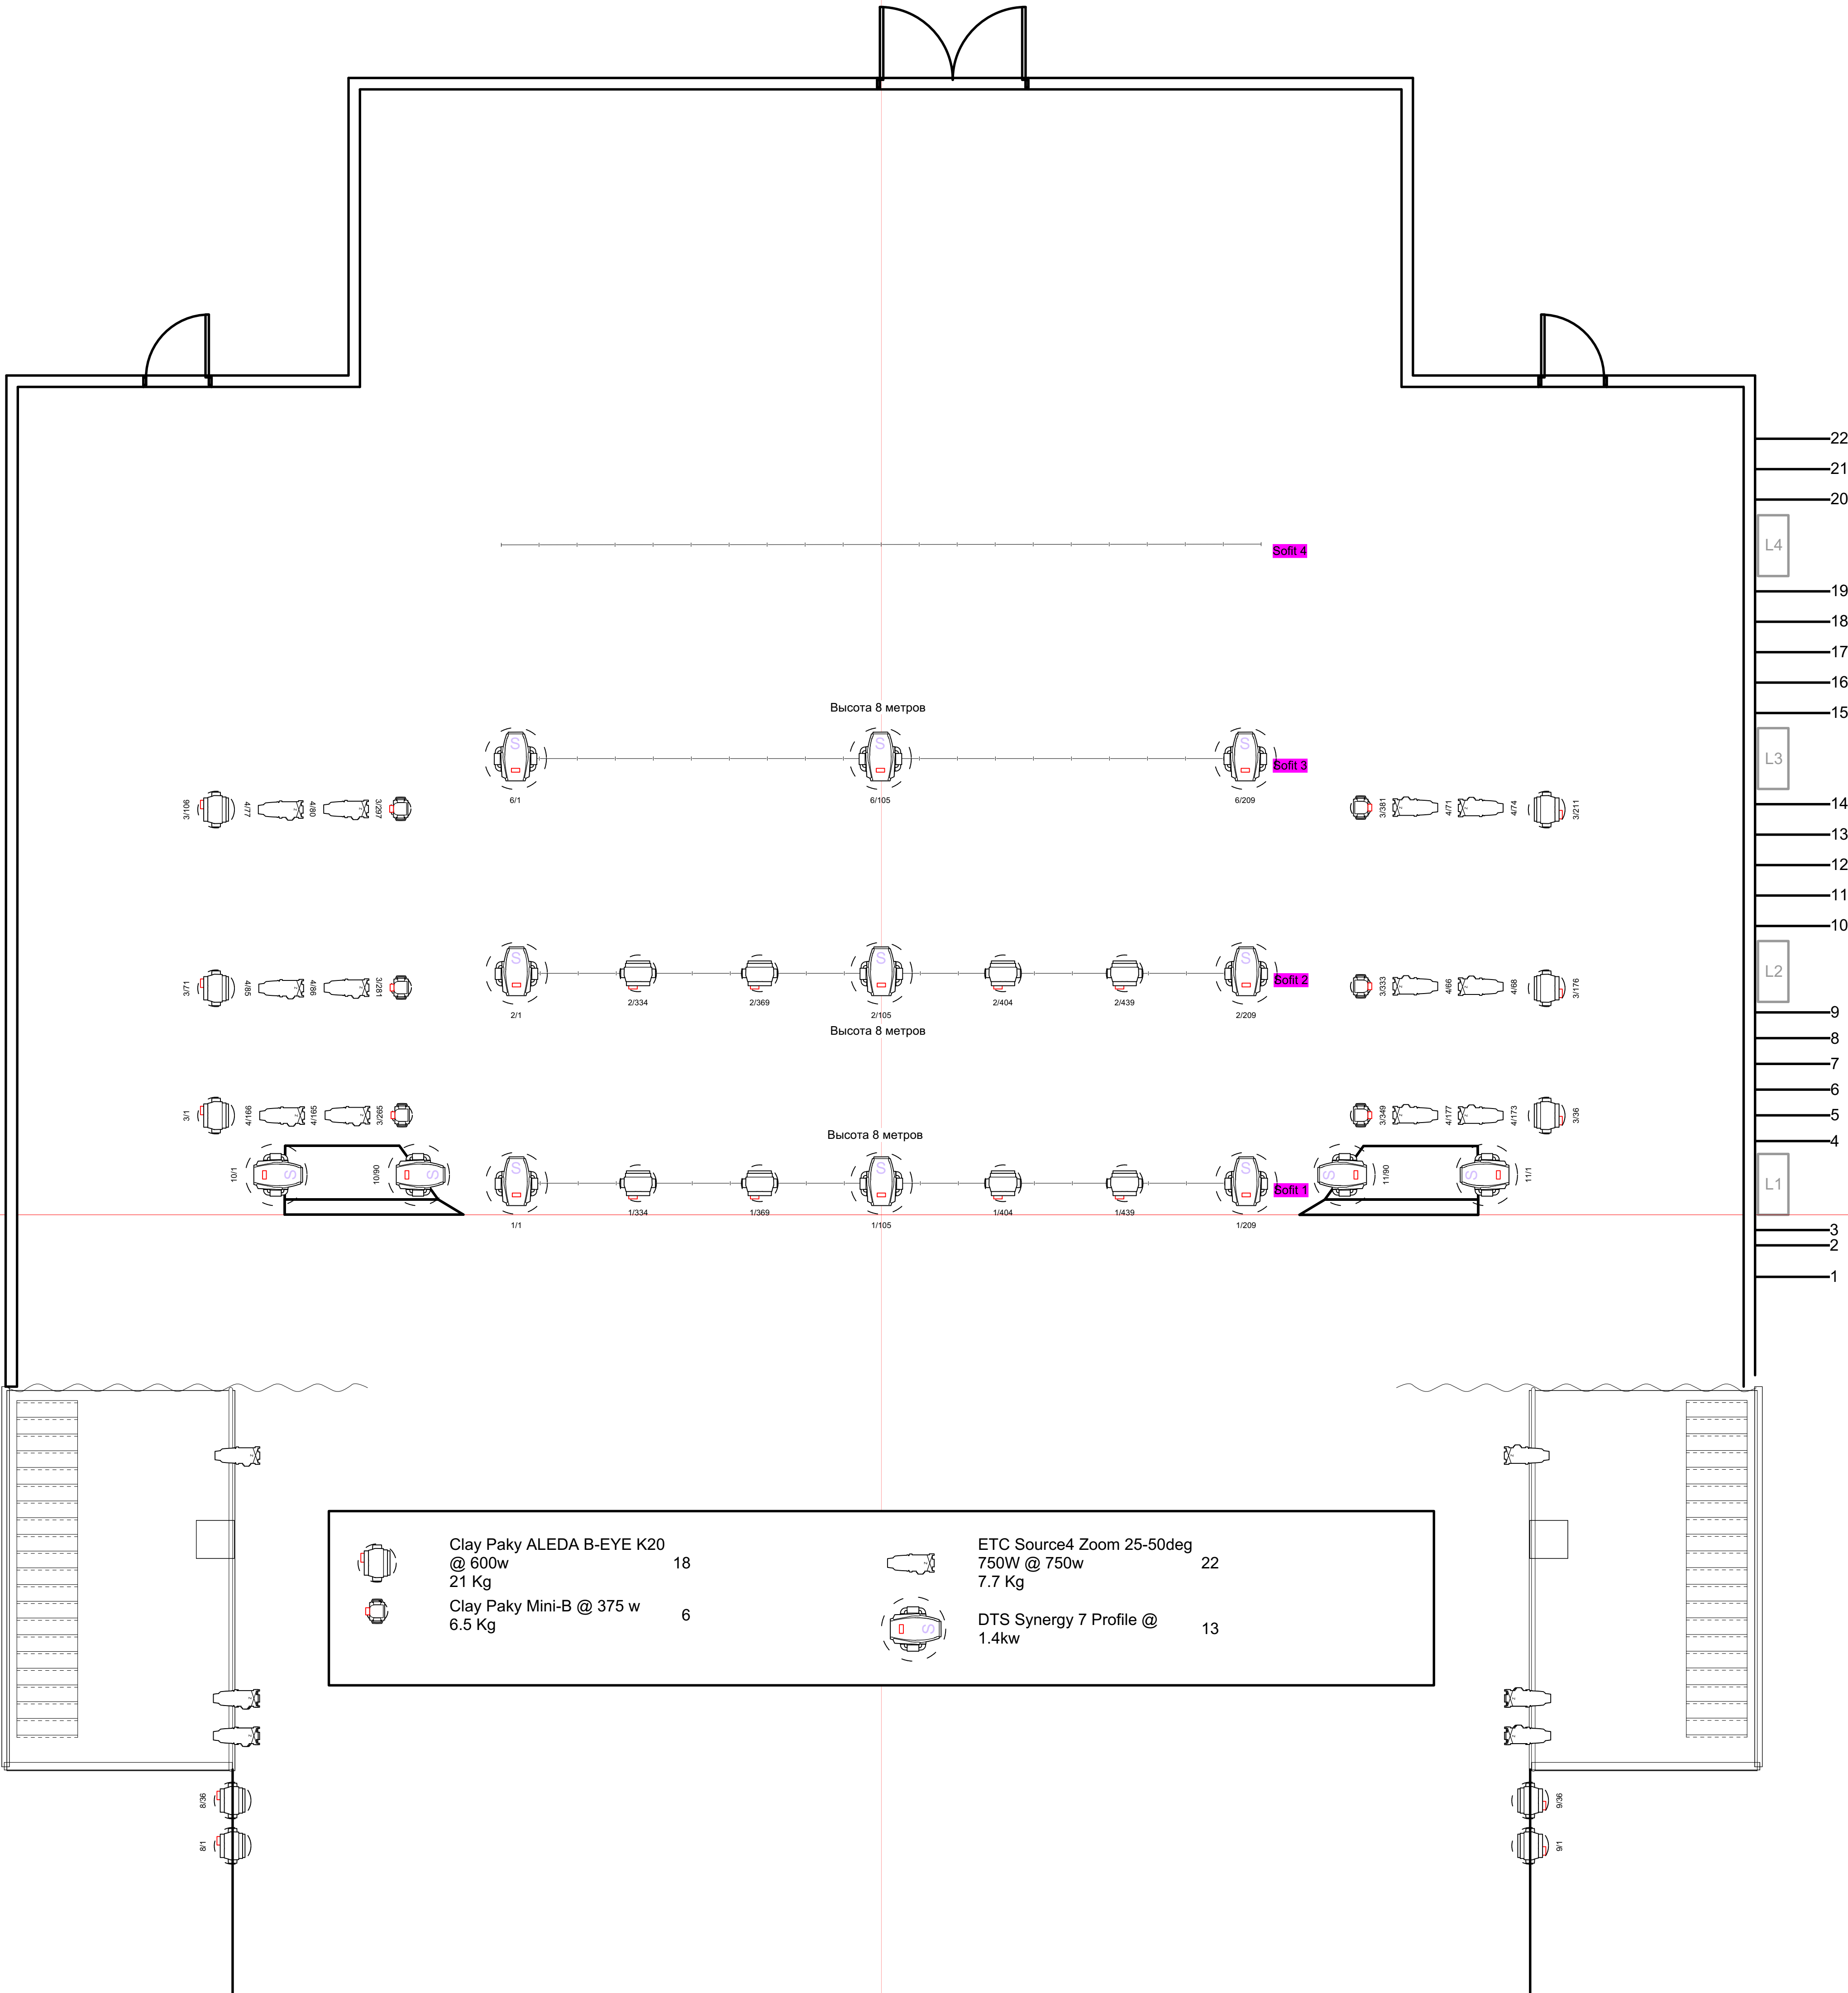 22
21
20
Sofit 4
L4
19
18
17
16
Высота 8 метров
15
S
S
S
Sofit 3
L3
6/1
6/105
6/209
3/106
4/77
4/80
3/297
3/381
4/71
4/74
3/211
14
13
12
11
10
S
S
S
Sofit 2
L2
3/71
4/85
4/86
3/281
2/334
2/369
2/404
2/439
3/333
4/66
4/68
3/176
2/1
2/105
2/209
9
Высота 8 метров
8
7
6
3/1
4/166
4/165
3/265
3/349
4/177
4/173
3/36
5
Высота 8 метров
4
10/1
S
10/90
S
S
S
S
Sofit 1
S
11/90
S
11/1
L1
1/334
1/369
1/404
1/439
1/1
1/105
1/209
3
2
1
Clay Paky ALEDA B-EYE K20
@ 600w
21 Kg
18
Clay Paky Mini-B @ 375 w
6.5 Kg
6
ETC Source4 Zoom 25-50deg
750W @ 750w
7.7 Kg
22
S
DTS Synergy 7 Profile @
1.4kw
13
8/36
9/36
8/1
9/1